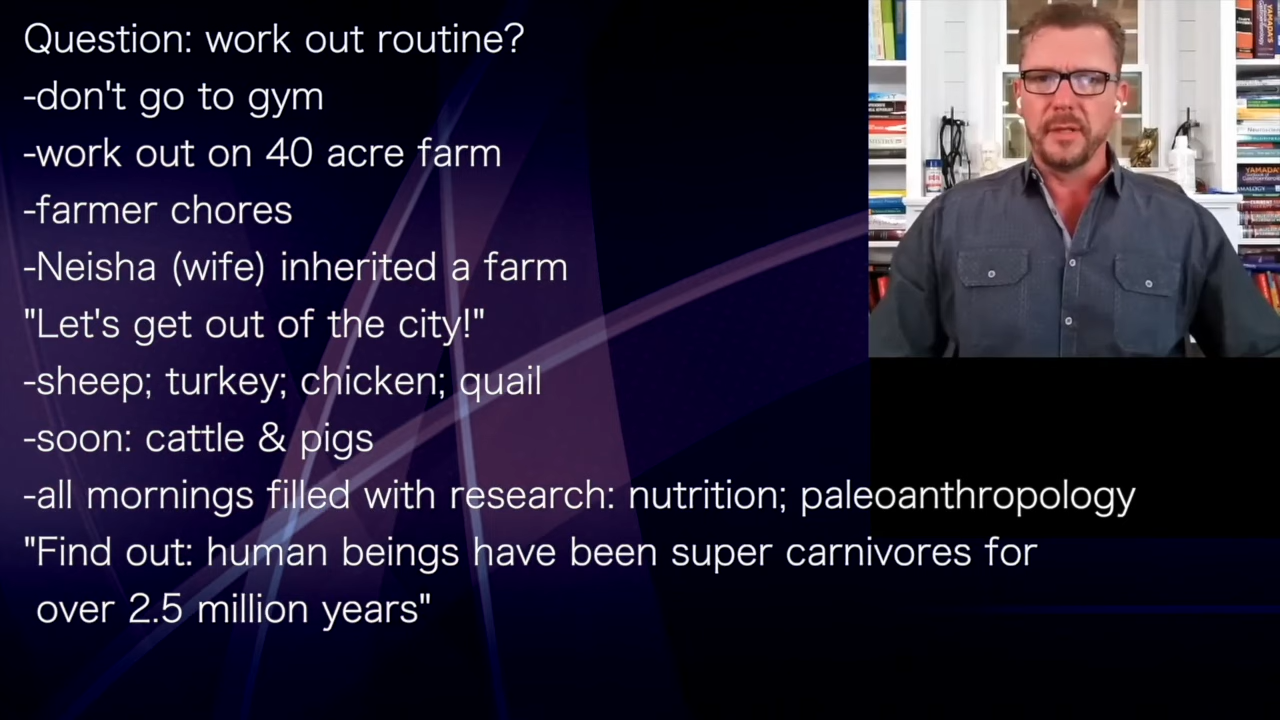 Question: work out routine?
-don't go to gym
-work out on 40 acre farm
-farmer chores
-Neisha (wife) inherited a farm
"Let's get out of the city!"
-sheep; turkey; chicken; quail
-soon: cattle & pigs
-all mornings filled with research: nutrition; paleoanthropology
"Find out: human beings have been super carnivores for
over 2.5 million years"
YAMADA'S
YAMADA'S